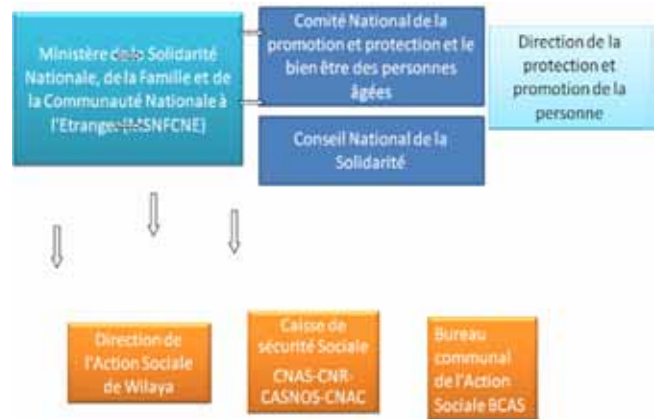 Ministère de la Solidarité
Nationale, de la Famille et de
la Communauté Nationale à
l'Etranger (MSNFCNE)
Comité National de la
promotion et protection et le
bien être des personnes
âgées
Conseil National de la
Solidarité
Direction de la
protection et
promotion de la
personne
Direction de
l'Action Sociale
de Wilaya
Caisse de
sécurité Sociale
CNAS-CNR-
CASNOS-CNAC
Bureau
communal
de l'Action
Sociale BCAS